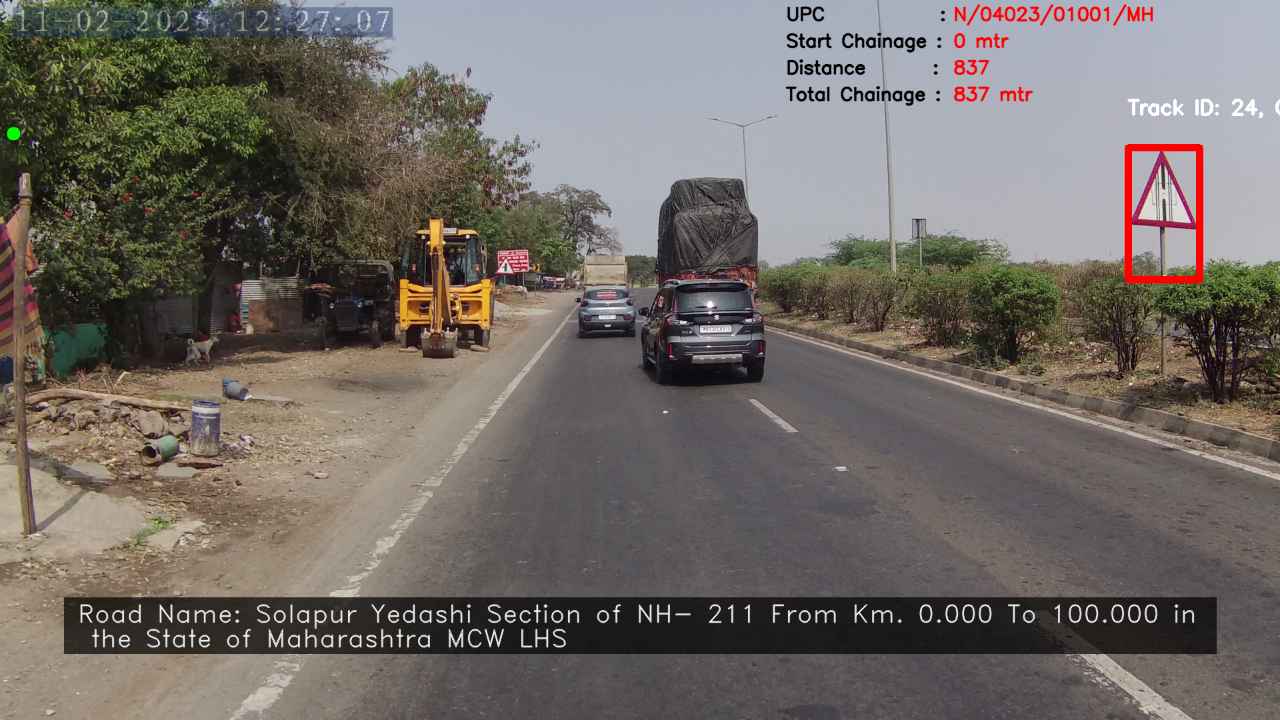 11-02-2025 12:27:07
UPC : N/04023/01001/MH
Start Chainage : 0 mtr
Distance : 837
Total Chainage : 837 mtr
Track ID: 24,
Road Name: Solapur Yedashi Section of NH- 211 From Km. 0.000 To 100.000 in
the State of Maharashtra MCW LHS